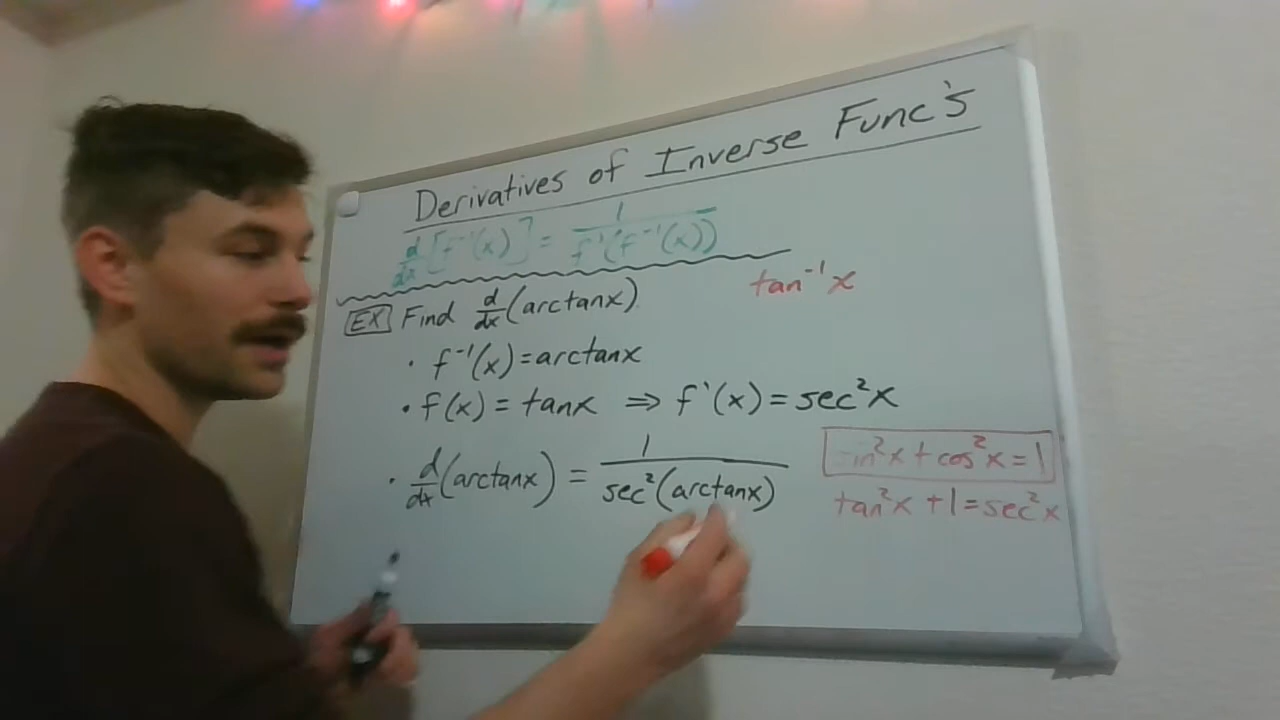 Derivatives of Inverse Func's
d/dx [f⁻¹(x)] = 1/f'(f⁻¹(x))
tan⁻¹x
EX Find d/dx (arctanx)
· f⁻¹(x) = arctanx
· f(x) = tanx ⇒ f'(x) = sec²x
· d/dx (arctanx) = 1/sec²(arctanx)
sin²x + cos²x = 1
tan²x + 1 = sec²x